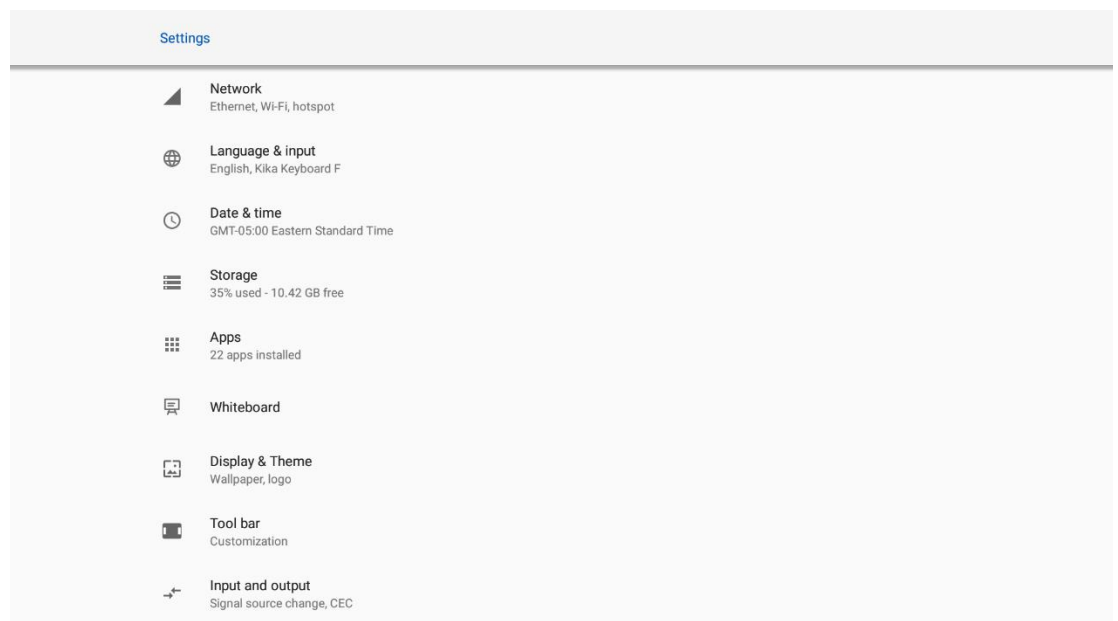 Settings
Network
Ethernet, Wi-Fi, hotspot
Language & input
English, Kika Keyboard F
Date & time
GMT-05:00 Eastern Standard Time
Storage
35% used - 10.42 GB free
Apps
22 apps installed
Whiteboard
Display & Theme
Wallpaper, logo
Tool bar
Customization
Input and output
Signal source change, CEC